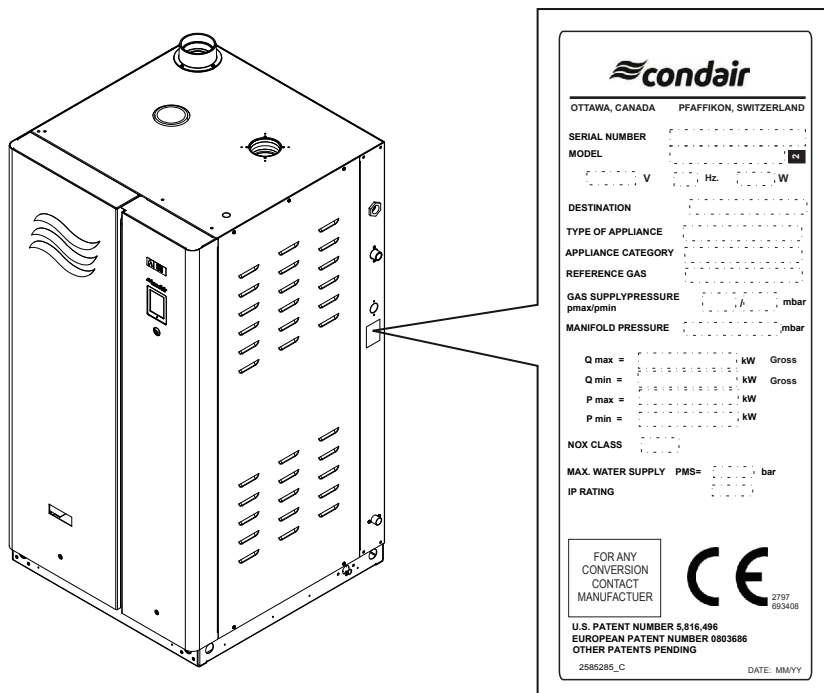 condair
condair
OTTAWA, CANADA PFAFFIKON, SWITZERLAND
SERIAL NUMBER
MODEL 2
V Hz. W
DESTINATION
TYPE OF APPLIANCE
APPLIANCE CATEGORY
REFERENCE GAS
GAS SUPPLYPRESSURE
pmax/pmin / mbar
MANIFOLD PRESSURE mbar
Q max = kW Gross
Q min = kW Gross
P max = kW
P min = kW
NOX CLASS
MAX. WATER SUPPLY PMS= bar
IP RATING
FOR ANY
CONVERSION
CONTACT
MANUFACTUER
CE
2797
693408
U.S. PATENT NUMBER 5,816,496
EUROPEAN PATENT NUMBER 0803686
OTHER PATENTS PENDING
2585285_C DATE: MM/YY